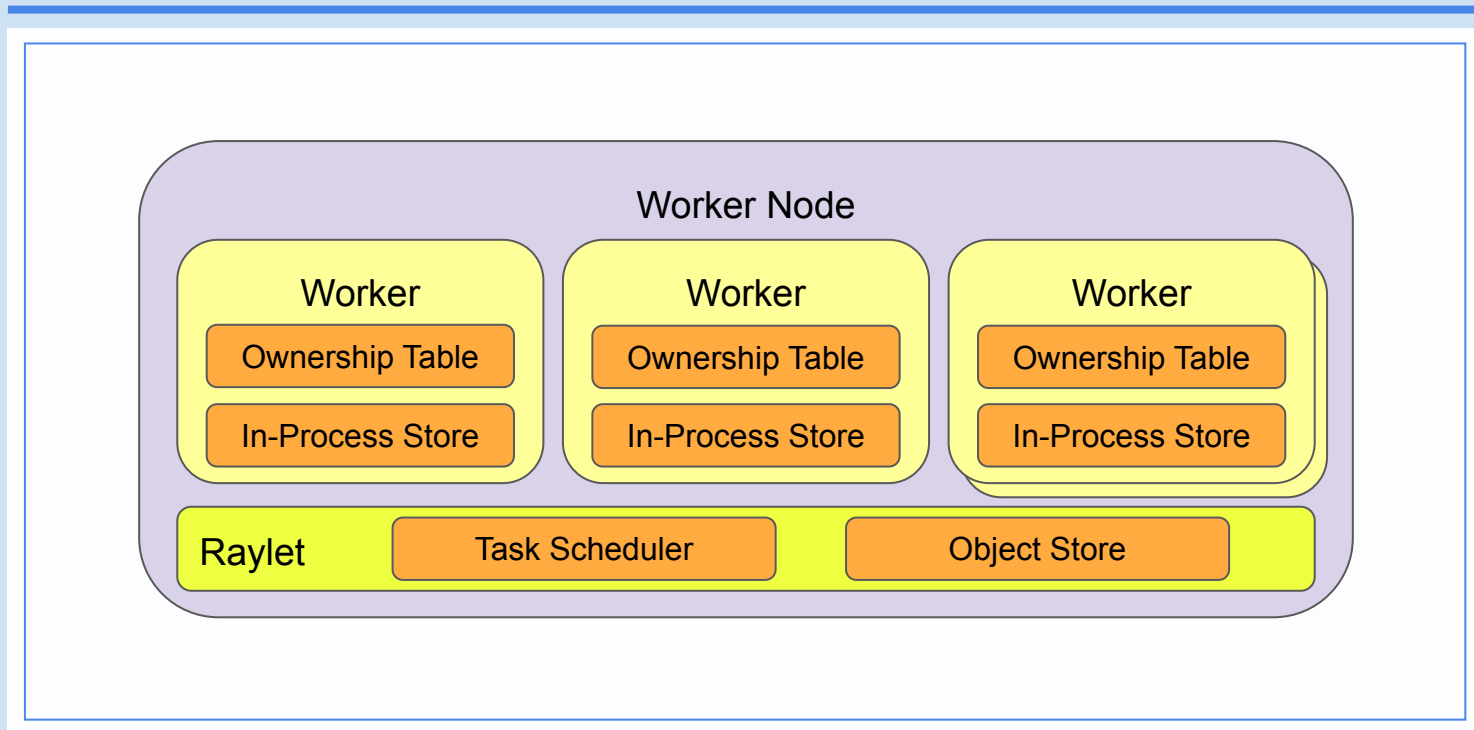 Worker Node
Worker
Worker
Worker
Ownership Table
Ownership Table
Ownership Table
In-Process Store
In-Process Store
In-Process Store
Raylet
Task Scheduler
Object Store